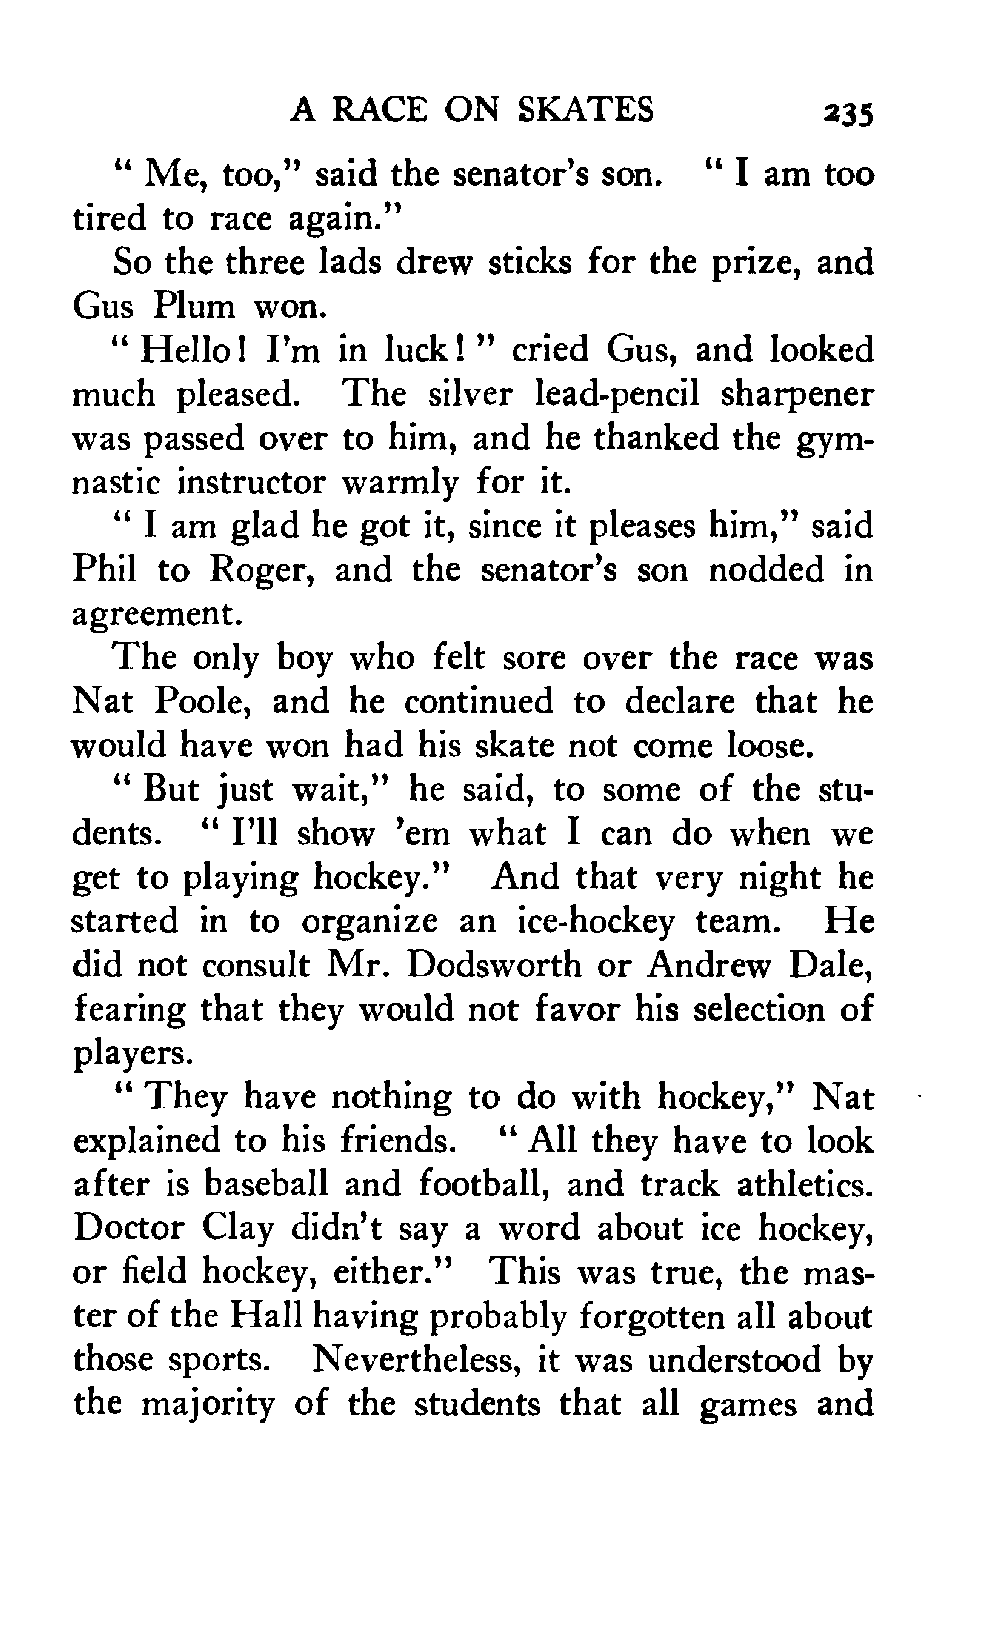 A RACE ON SKATES 235
“ Me, too,” said the senator’s son. “ I am too
tired to race again.”
So the three lads drew sticks for the prize, and
Gus Plum won.
“ Hello! I’m in luck! ” cried Gus, and looked
much pleased. The silver lead-pencil sharpener
was passed over to him, and he thanked the gym-
nastic instructor warmly for it.
“ I am glad he got it, since it pleases him,” said
Phil to Roger, and the senator’s son nodded in
agreement.
The only boy who felt sore over the race was
Nat Poole, and he continued to declare that he
would have won had his skate not come loose.
“ But just wait,” he said, to some of the stu-
dents. “ I’ll show ’em what I can do when we
get to playing hockey.” And that very night he
started in to organize an ice-hockey team. He
did not consult Mr. Dodsworth or Andrew Dale,
fearing that they would not favor his selection of
players.
“ They have nothing to do with hockey,” Nat
explained to his friends. “ All they have to look
after is baseball and football, and track athletics.
Doctor Clay didn’t say a word about ice hockey,
or field hockey, either.” This was true, the mas-
ter of the Hall having probably forgotten all about
those sports. Nevertheless, it was understood by
the majority of the students that all games and